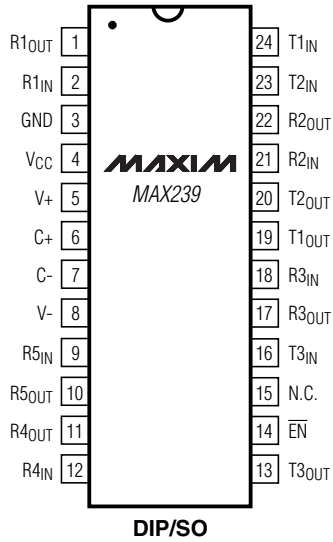 R1OUT 1 24 T1IN
R1IN 2 23 T2IN
GND 3 22 R2OUT
VCC 4 MAXIM 21 R2IN
V+ 5 MAX239 20 T2OUT
C+ 6 19 T1OUT
C- 7 18 R3IN
V- 8 17 R3OUT
R5IN 9 16 T3IN
R5OUT 10 15 N.C.
R4OUT 11 14 E̅N̅
R4IN 12 13 T3OUT
DIP/SO